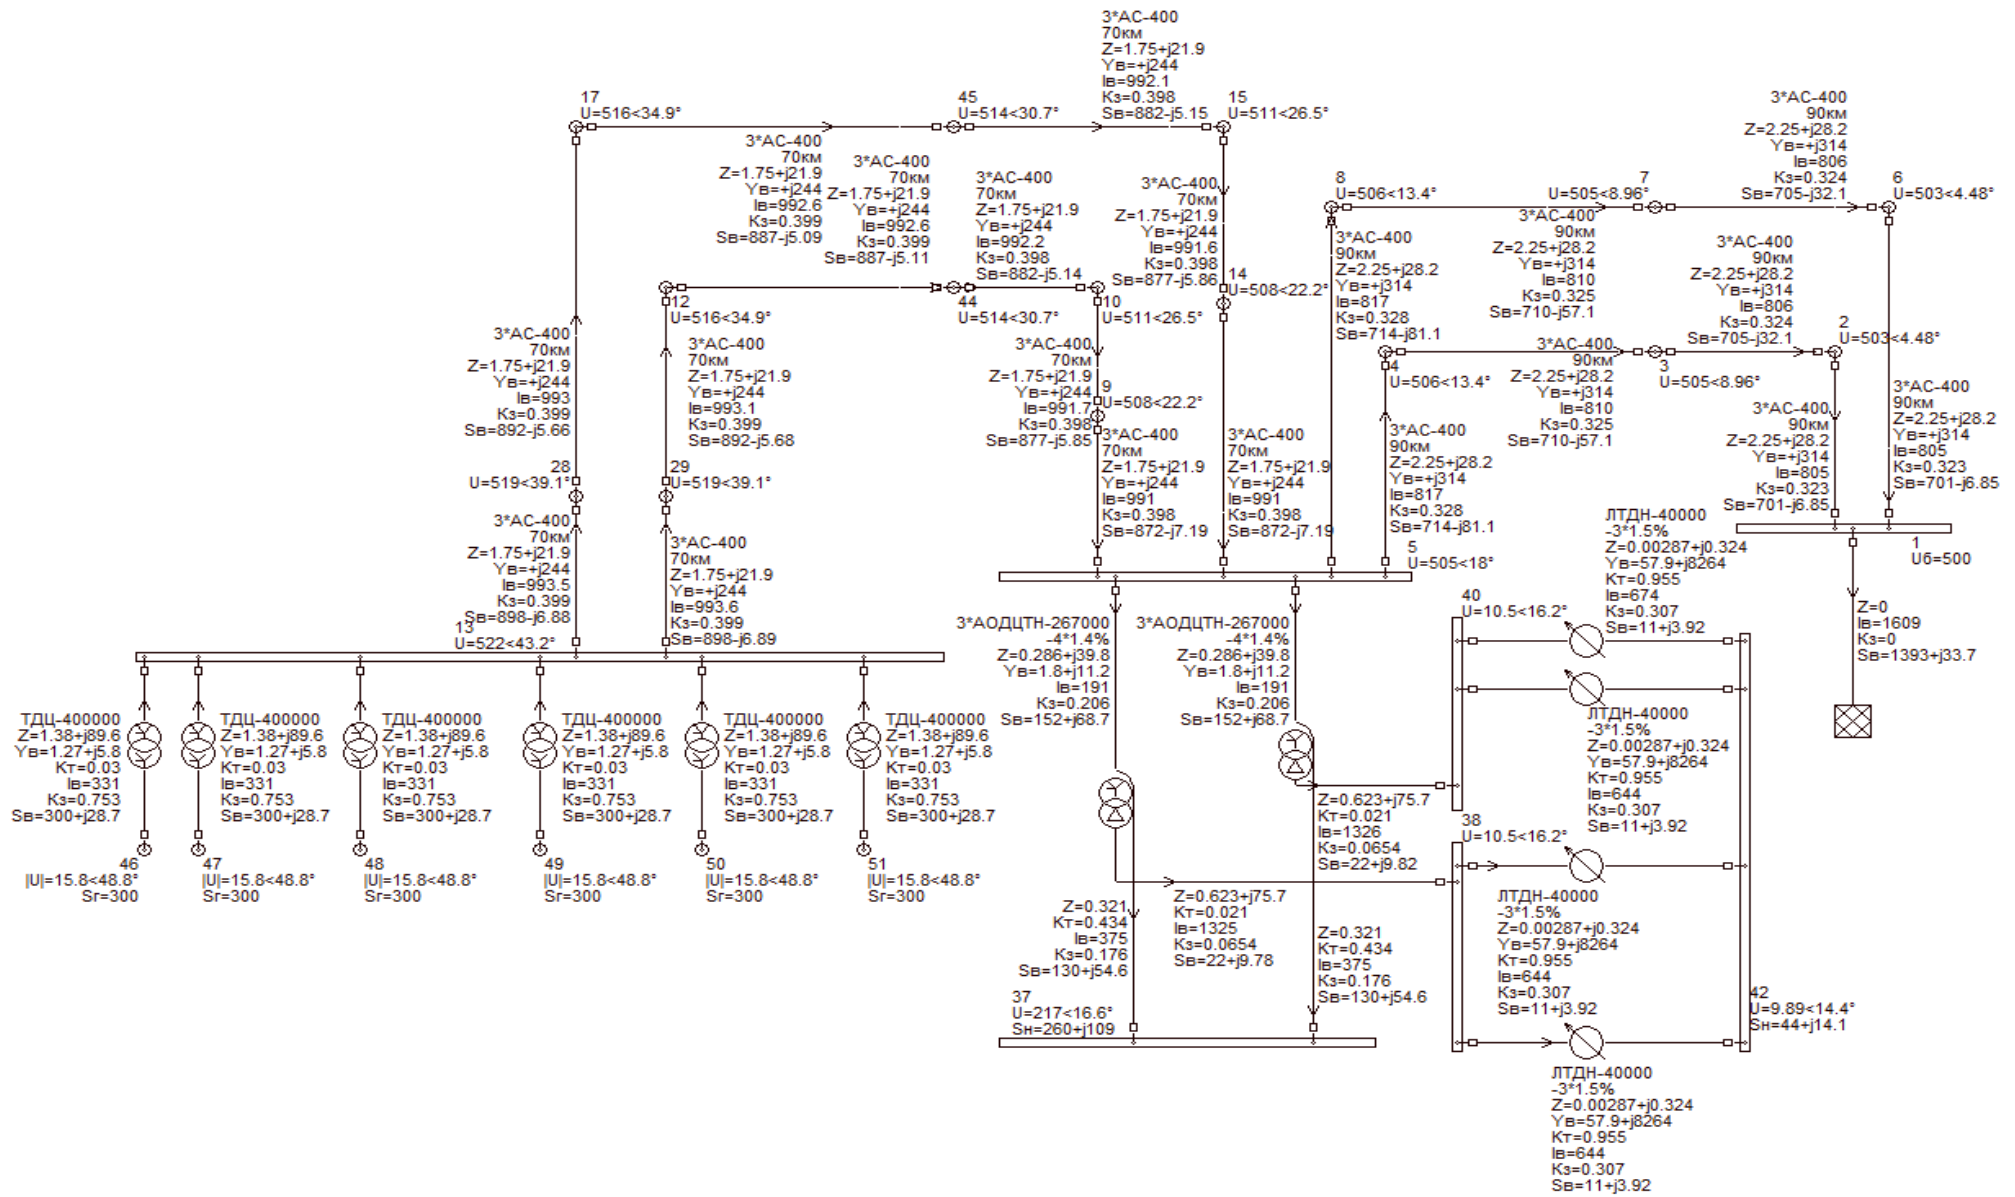 3*АС-400
70км
Z=1.75+j21.9
Yв=+j244
Iв=992.1
Kз=0.398
Sв=882-j5.15
17
U=516<34.9°
45
U=514<30.7°
15
U=511<26.5°
3*АС-400
90км
Z=2.25+j28.2
Yв=+j314
Iв=806
Kз=0.324
Sв=705-j32.1
3*АС-400
70км
Z=1.75+j21.9
Yв=+j244
Iв=992.6
Kз=0.399
Sв=887-j5.09
3*АС-400
70км
Z=1.75+j21.9
Yв=+j244
Iв=992.6
Kз=0.399
Sв=887-j5.11
3*АС-400
70км
Z=1.75+j21.9
Yв=+j244
Iв=992.2
Kз=0.398
Sв=882-j5.14
3*АС-400
70км
Z=1.75+j21.9
Yв=+j244
Iв=991.6
Kз=0.398
Sв=877-j5.86
8
U=506<13.4°
7
U=505<8.96°
6
U=503<4.48°
3*АС-400
90км
Z=2.25+j28.2
Yв=+j314
Iв=817
Kз=0.328
Sв=714-j81.1
3*АС-400
90км
Z=2.25+j28.2
Yв=+j314
Iв=810
Kз=0.325
Sв=710-j57.1
3*АС-400
90км
Z=2.25+j28.2
Yв=+j314
Iв=806
Kз=0.324
Sв=705-j32.1
14
U=508<22.2°
12
U=516<34.9°
44
U=514<30.7°
10
U=511<26.5°
2
U=503<4.48°
3*АС-400
70км
Z=1.75+j21.9
Yв=+j244
Iв=993
Kз=0.399
Sв=892-j5.66
3*АС-400
70км
Z=1.75+j21.9
Yв=+j244
Iв=993.1
Kз=0.399
Sв=892-j5.68
3*АС-400
70км
Z=1.75+j21.9
Yв=+j244
Iв=991.7
Kз=0.398
Sв=877-j5.85
9
U=508<22.2°
4
U=506<13.4°
3*АС-400
90км
Z=2.25+j28.2
Yв=+j314
Iв=810
Kз=0.325
Sв=710-j57.1
3
U=505<8.96°
3*АС-400
90км
Z=2.25+j28.2
Yв=+j314
Iв=805
Kз=0.323
Sв=701-j6.85
3*АС-400
90км
Z=2.25+j28.2
Yв=+j314
Iв=805
Kз=0.323
Sв=701-j6.85
28
U=519<39.1°
29
U=519<39.1°
3*АС-400
70км
Z=1.75+j21.9
Yв=+j244
Iв=991
Kз=0.398
Sв=872-j7.19
3*АС-400
70км
Z=1.75+j21.9
Yв=+j244
Iв=991
Kз=0.398
Sв=872-j7.19
3*АС-400
90км
Z=2.25+j28.2
Yв=+j314
Iв=817
Kз=0.328
Sв=714-j81.1
3*АС-400
70км
Z=1.75+j21.9
Yв=+j244
Iв=993.5
Kз=0.399
Sв=898-j6.88
3*АС-400
70км
Z=1.75+j21.9
Yв=+j244
Iв=993.6
Kз=0.399
Sв=898-j6.89
13
U=522<43.2°
5
U=505<18°
ЛТДН-40000
-3*1.5%
Z=0.00287+j0.324
Yв=57.9+j8264
Kт=0.955
Iв=674
Kз=0.307
Sв=11+j3.92
1
Uб=500
Z=0
Iв=1609
Kз=0
Sв=1393+j33.7
3*АОДЦТН-267000
-4*1.4%
Z=0.286+j39.8
Yв=1.8+j11.2
Iв=191
Kз=0.206
Sв=152+j68.7
3*АОДЦТН-267000
-4*1.4%
Z=0.286+j39.8
Yв=1.8+j11.2
Iв=191
Kз=0.206
Sв=152+j68.7
40
U=10.5<16.2°
ЛТДН-40000
-3*1.5%
Z=0.00287+j0.324
Yв=57.9+j8264
Kт=0.955
Iв=644
Kз=0.307
Sв=11+j3.92
ТДЦ-400000
Z=1.38+j89.6
Yв=1.27+j5.8
Kт=0.03
Iв=331
Kз=0.753
Sв=300+j28.7
ТДЦ-400000
Z=1.38+j89.6
Yв=1.27+j5.8
Kт=0.03
Iв=331
Kз=0.753
Sв=300+j28.7
ТДЦ-400000
Z=1.38+j89.6
Yв=1.27+j5.8
Kт=0.03
Iв=331
Kз=0.753
Sв=300+j28.7
ТДЦ-400000
Z=1.38+j89.6
Yв=1.27+j5.8
Kт=0.03
Iв=331
Kз=0.753
Sв=300+j28.7
ТДЦ-400000
Z=1.38+j89.6
Yв=1.27+j5.8
Kт=0.03
Iв=331
Kз=0.753
Sв=300+j28.7
ТДЦ-400000
Z=1.38+j89.6
Yв=1.27+j5.8
Kт=0.03
Iв=331
Kз=0.753
Sв=300+j28.7
46
|U|=15.8<48.8°
Sг=300
47
|U|=15.8<48.8°
Sг=300
48
|U|=15.8<48.8°
Sг=300
49
|U|=15.8<48.8°
Sг=300
50
|U|=15.8<48.8°
Sг=300
51
|U|=15.8<48.8°
Sг=300
Z=0.623+j75.7
Kт=0.021
Iв=1326
Kз=0.0654
Sв=22+j9.82
38
U=10.5<16.2°
Z=0.321
Kт=0.434
Iв=375
Kз=0.176
Sв=130+j54.6
Z=0.623+j75.7
Kт=0.021
Iв=1325
Kз=0.0654
Sв=22+j9.78
Z=0.321
Kт=0.434
Iв=375
Kз=0.176
Sв=130+j54.6
ЛТДН-40000
-3*1.5%
Z=0.00287+j0.324
Yв=57.9+j8264
Kт=0.955
Iв=644
Kз=0.307
Sв=11+j3.92
37
U=217<16.6°
Sн=260+j109
42
U=9.89<14.4°
Sн=44+j14.1
ЛТДН-40000
-3*1.5%
Z=0.00287+j0.324
Yв=57.9+j8264
Kт=0.955
Iв=644
Kз=0.307
Sв=11+j3.92